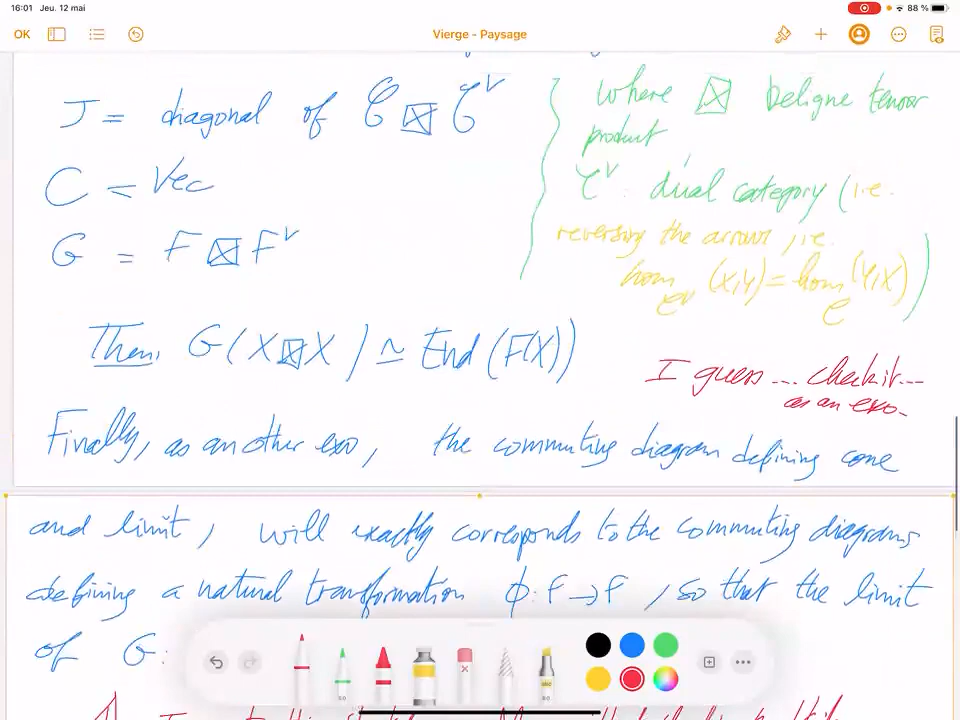 16:01 Jeu. 12 mai 88 %
OK Vierge - Paysage
J = diagonal of C ⊠ C^v
C = Vec
G = F ⊠ F^v
where ⊠ Deligne tensor
product
C^v : dual category (i.e.
reversing the arrows, i.e.
hom_{C^v} (X,Y) = hom_C (Y,X) )
Then, G(X ⊠ X) ≃ End(F(X))
I guess ... check it ...
as an exo.
Finally, as another exo, the commuting diagram defining cone
and limit, will exactly corresponds to the commuting diagrams
defining a natural transformation ϕ: F → F, so that the limit
of G: